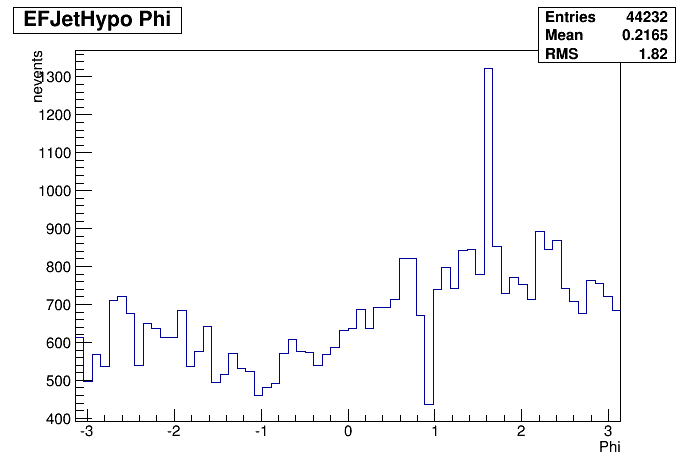 EFJetHypo Phi
Entries 44232
Mean 0.2165
RMS 1.82
nevents
1300
1200
1100
1000
900
800
700
600
500
400
-3 -2 -1 0 1 2 3
Phi